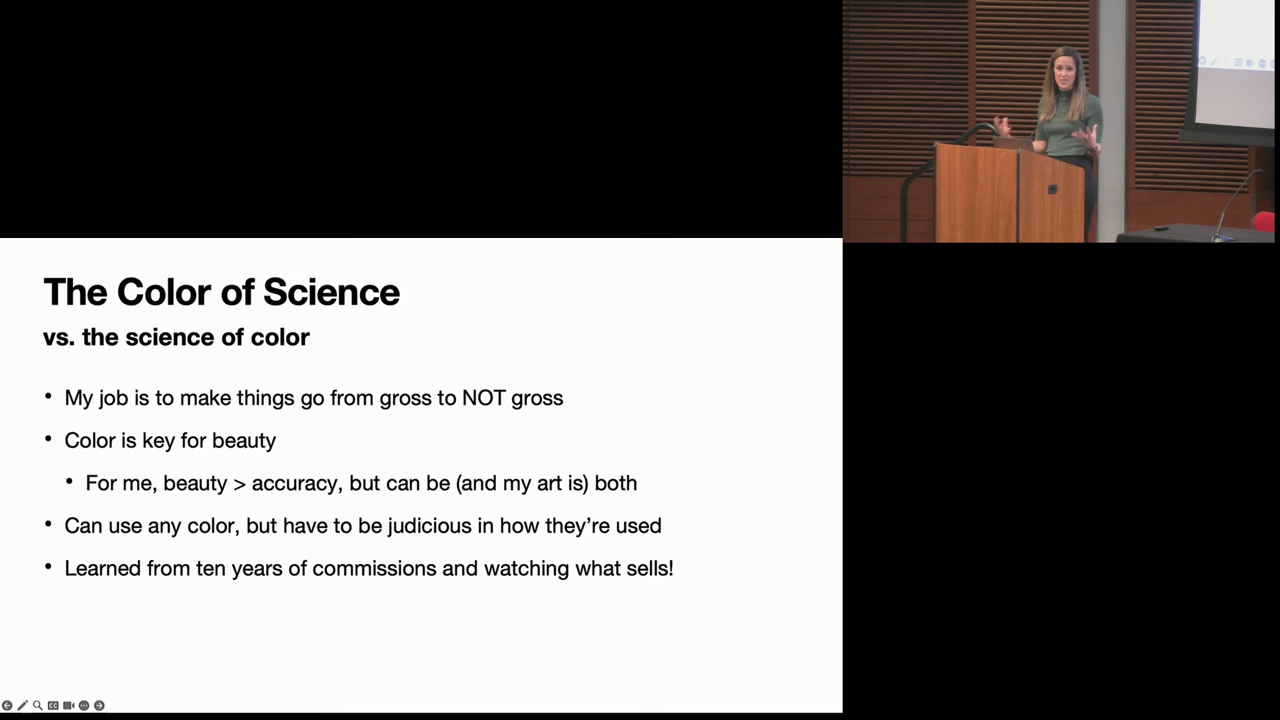 The Color of Science
vs. the science of color
• My job is to make things go from gross to NOT gross
• Color is key for beauty
• For me, beauty > accuracy, but can be (and my art is) both
• Can use any color, but have to be judicious in how they’re used
• Learned from ten years of commissions and watching what sells!